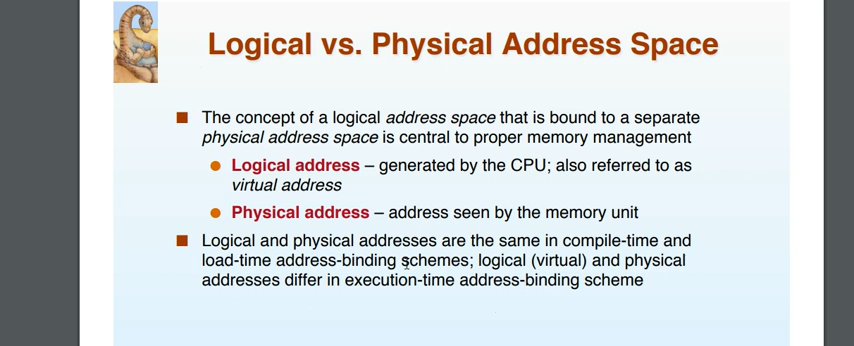 Logical vs. Physical Address Space
The concept of a logical address space that is bound to a separate
physical address space is central to proper memory management
Logical address – generated by the CPU; also referred to as
virtual address
Physical address – address seen by the memory unit
Logical and physical addresses are the same in compile-time and
load-time address-binding schemes; logical (virtual) and physical
addresses differ in execution-time address-binding scheme